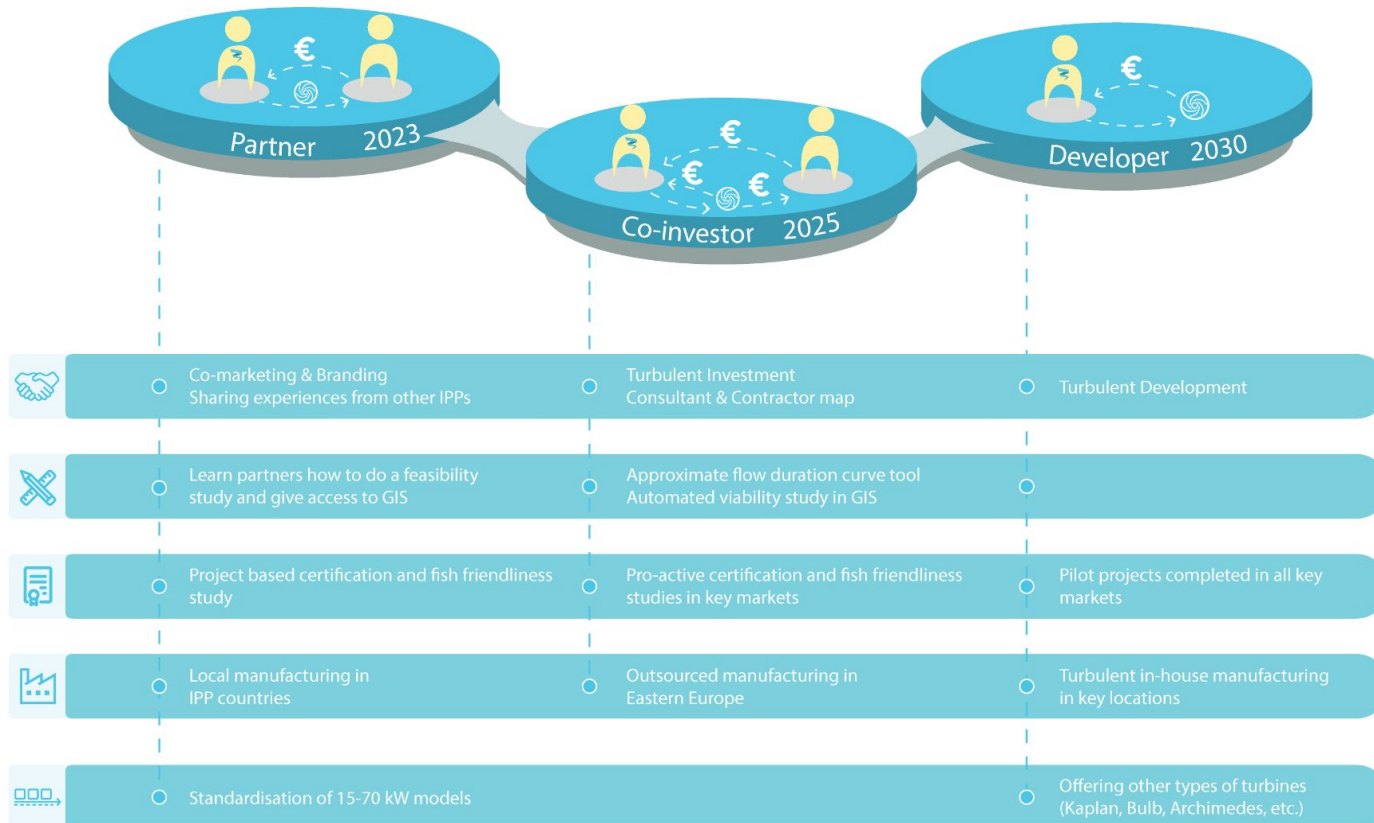 €
€
€
€
€
Partner 2023
Co-investor 2025
Developer 2030
Co-marketing & Branding
Sharing experiences from other IPPs
Turbulent Investment
Consultant & Contractor map
Turbulent Development
Learn partners how to do a feasibility
study and give access to GIS
Approximate flow duration curve tool
Automated viability study in GIS
Project based certification and fish friendliness
study
Pro-active certification and fish friendliness
studies in key markets
Pilot projects completed in all key
markets
Local manufacturing in
IPP countries
Outsourced manufacturing in
Eastern Europe
Turbulent in-house manufacturing
in key locations
Standardisation of 15-70 kW models
Offering other types of turbines
(Kaplan, Bulb, Archimedes, etc.)